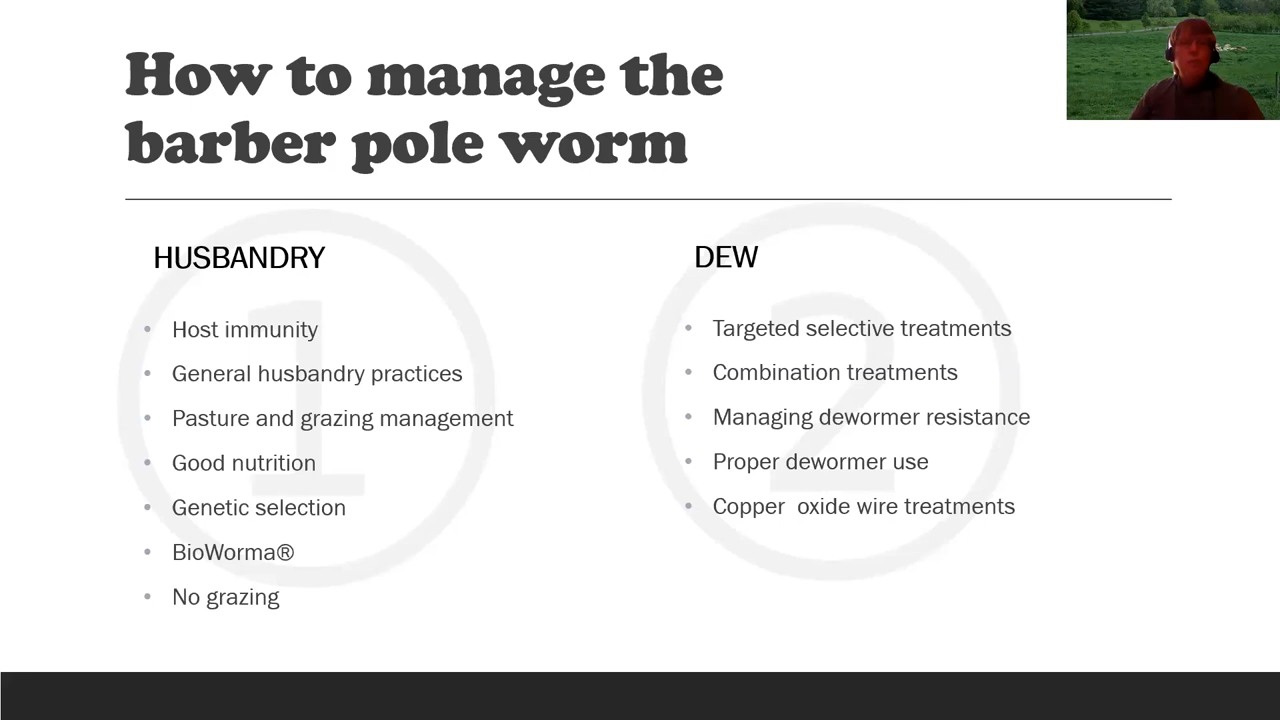 How to manage the
barber pole worm
HUSBANDRY
• Host immunity
• General husbandry practices
• Pasture and grazing management
• Good nutrition
• Genetic selection
• BioWorma®
• No grazing
1
DEW
• Targeted selective treatments
• Combination treatments
• Managing dewormer resistance
• Proper dewormer use
• Copper  oxide wire treatments
2